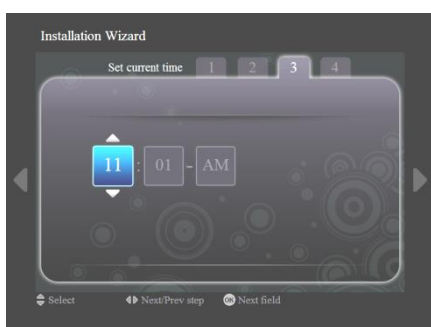 Installation Wizard
Set current time 1 2 3 4
11 : 01 - AM
Select Next/Prev step OK Next field